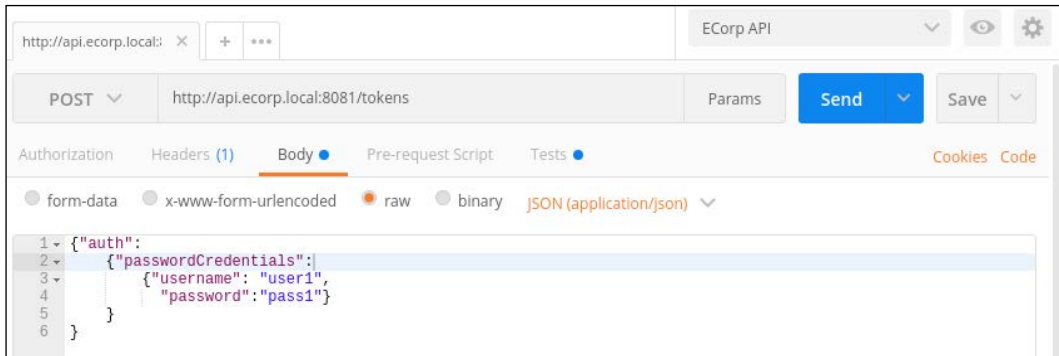 http://api.ecorp.local:8 ECorp API
POST http://api.ecorp.local:8081/tokens Params Send Save
Authorization Headers (1) Body Pre-request Script Tests Cookies Code
form-data x-www-form-urlencoded raw binary JSON (application/json)
1 {"auth":
2 {"passwordCredentials":
3 {"username": "user1",
4 "password":"pass1"}
5 }
6 }